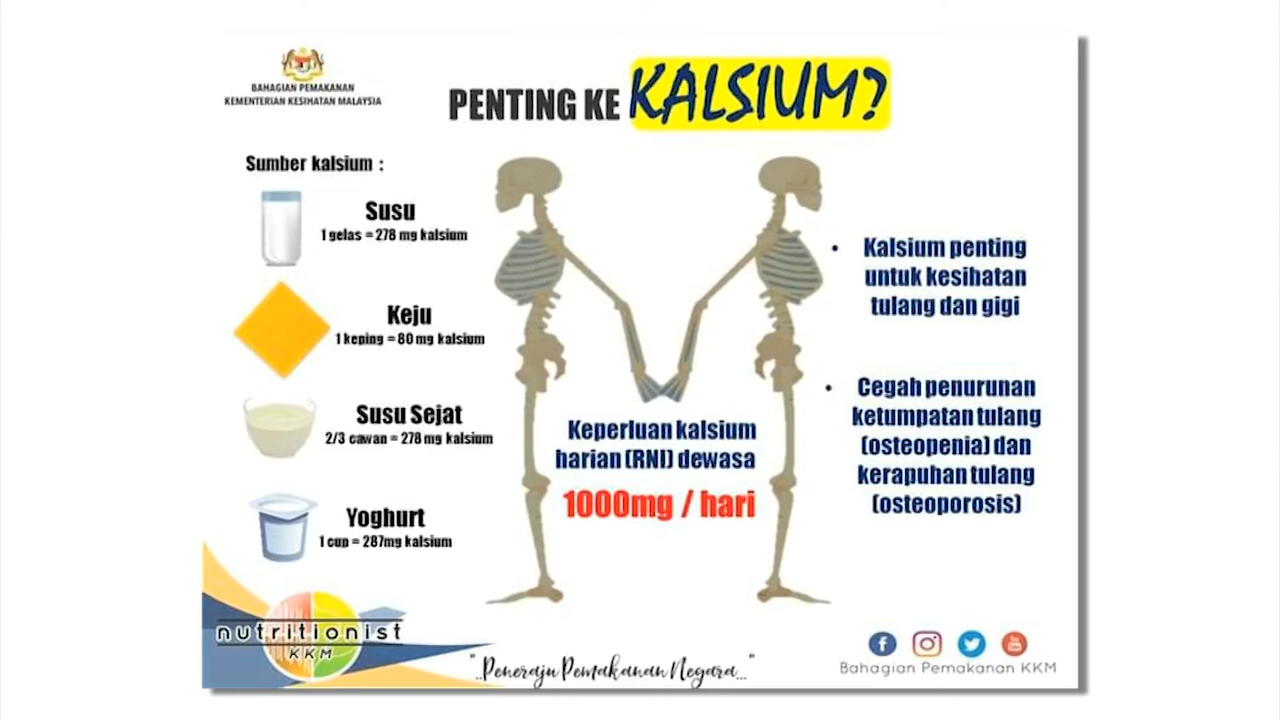 BAHAGIAN PEMAKANAN
KEMENTERIAN KESIHATAN MALAYSIA
PENTING KE KALSIUM?
Sumber kalsium :
Susu
1 gelas = 278 mg kalsium
Keju
1 keping = 80 mg kalsium
Susu Sejat
2/3 cawan = 278 mg kalsium
Yoghurt
1 cup = 287mg kalsium
Keperluan kalsium
harian (RNI) dewasa
1000mg / hari
• Kalsium penting
untuk kesihatan
tulang dan gigi
• Cegah penurunan
ketumpatan tulang
(osteopenia) dan
kerapuhan tulang
(osteoporosis)
nutritionist
KKM
"..Peneraju Pemakanan Negara..."
Bahagian Pemakanan KKM